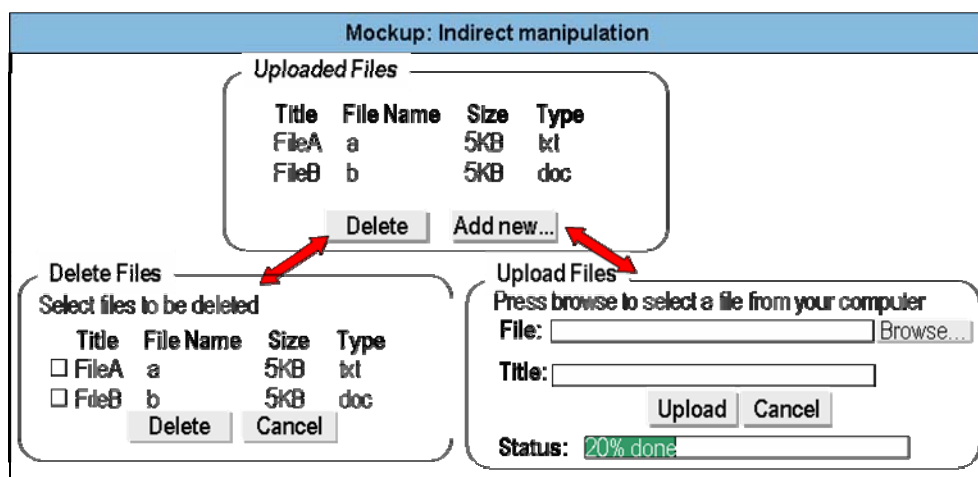 Mockup: Indirect manipulation
Uploaded Files
Title File Name Size Type
FileA a 5KB txt
FileB b 5KB doc
Delete Add new...
Delete Files
Select files to be deleted
Title File Name Size Type
FileA a 5KB txt
FileB b 5KB doc
Delete Cancel
Upload Files
Press browse to select a file from your computer
File: Browse...
Title:
Upload Cancel
Status: 20% done